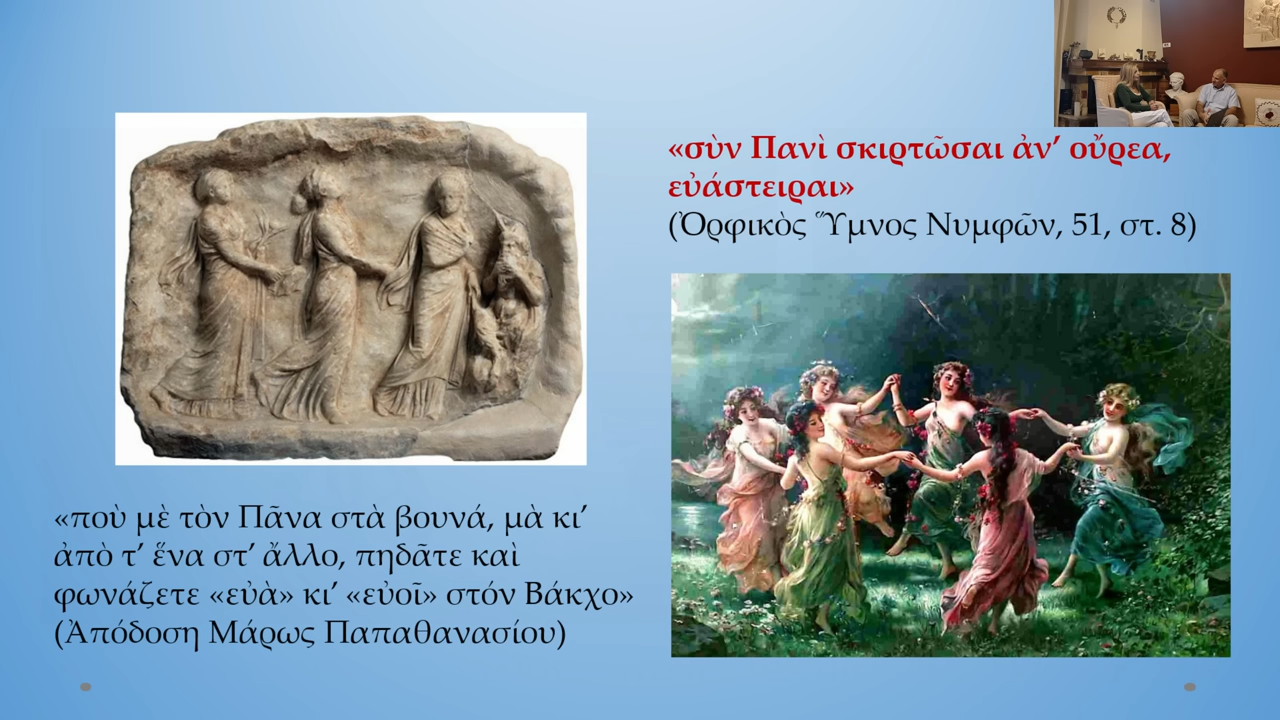 «σὺν Πανὶ σκιρτῶσαι ἀν’ οὔρεα,
εὐάστειραι»
(Ὀρφικὸς Ὕμνος Νυμφῶν, 51, στ. 8)
«ποὺ μὲ τὸν Πᾶνα στὰ βουνά, μὰ κι’
ἀπὸ τ’ ἕνα στ’ ἄλλο, πηδᾶτε καὶ
φωνάζετε «εὐὰ» κι’ «εὐοῖ» στόν Βάκχο»
(Ἀπόδοση Μάρως Παπαθανασίου)